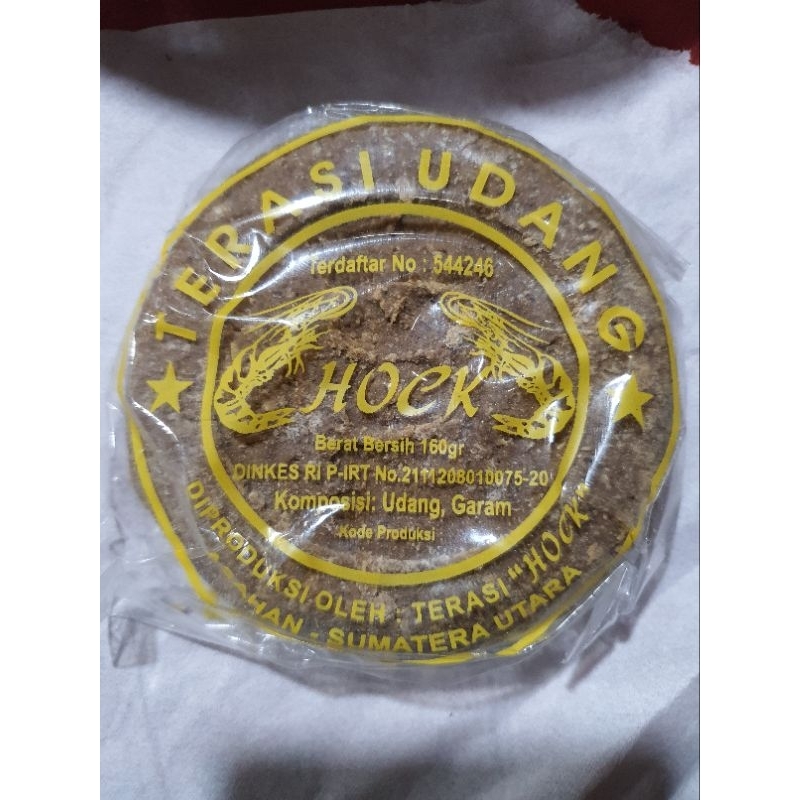 TERASI UDANG
Terdaftar No : 544246
HOCK
Berat Bersih 160gr
DINKES RI P-IRT No.2111208010075-20
Komposisi: Udang, Garam
Kode Produksi
DIPRODUKSI OLEH : TERASI "HOCK"
- SUMATERA UTARA